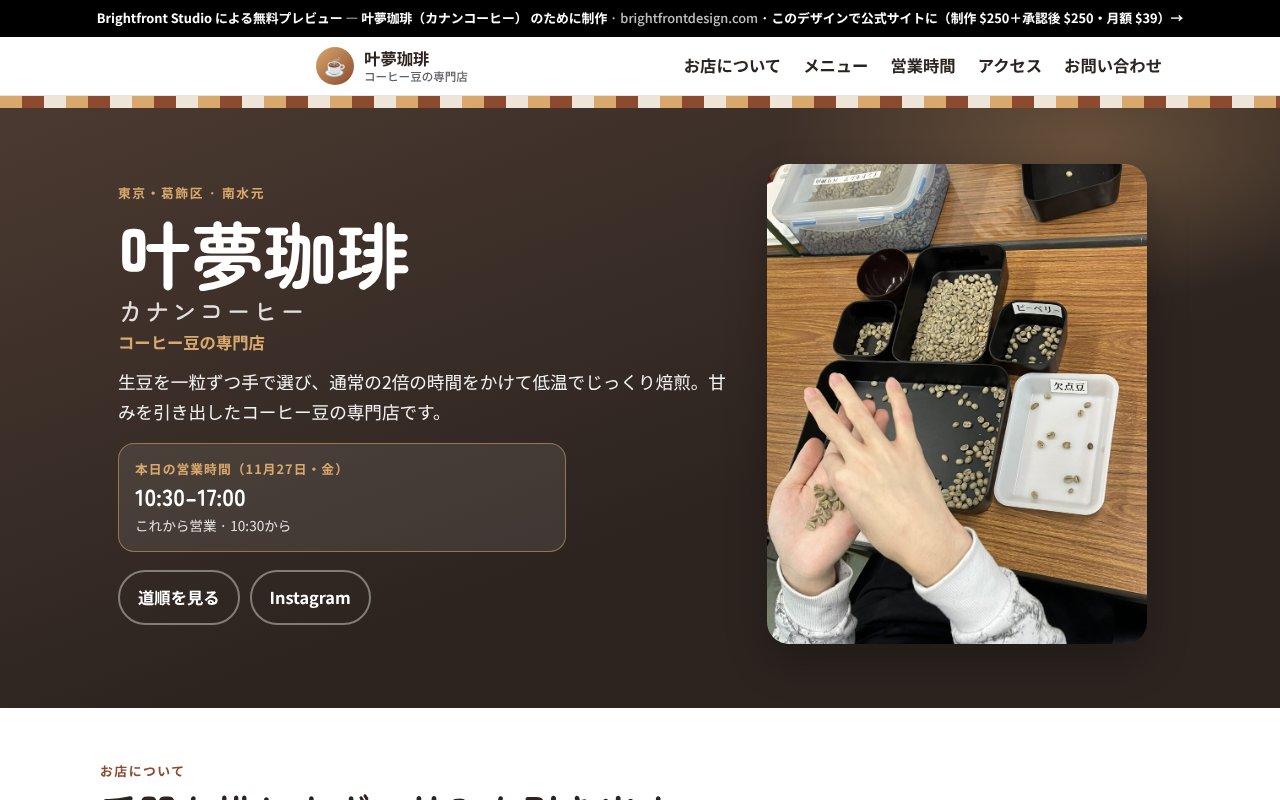 Brightfront Studio による無料プレビュー — 叶夢珈琲（カナンコーヒー） のために制作 · brightfrontdesign.com · このデザインで公式サイトに（制作 $250＋承認後 $250・月額 $39）→
叶夢珈琲
コーヒー豆の専門店
お店について メニュー 営業時間 アクセス お問い合わせ
東京・葛飾区 · 南水元
叶夢珈琲
カナンコーヒー
コーヒー豆の専門店
生豆を一粒ずつ手で選び、通常の2倍の時間をかけて低温でじっくり焙煎。甘
みを引き出したコーヒー豆の専門店です。
本日の営業時間（11月27日・金）
10:30–17:00
これから営業 · 10:30から
道順を見る Instagram
ピーベリー
欠点豆
お店について